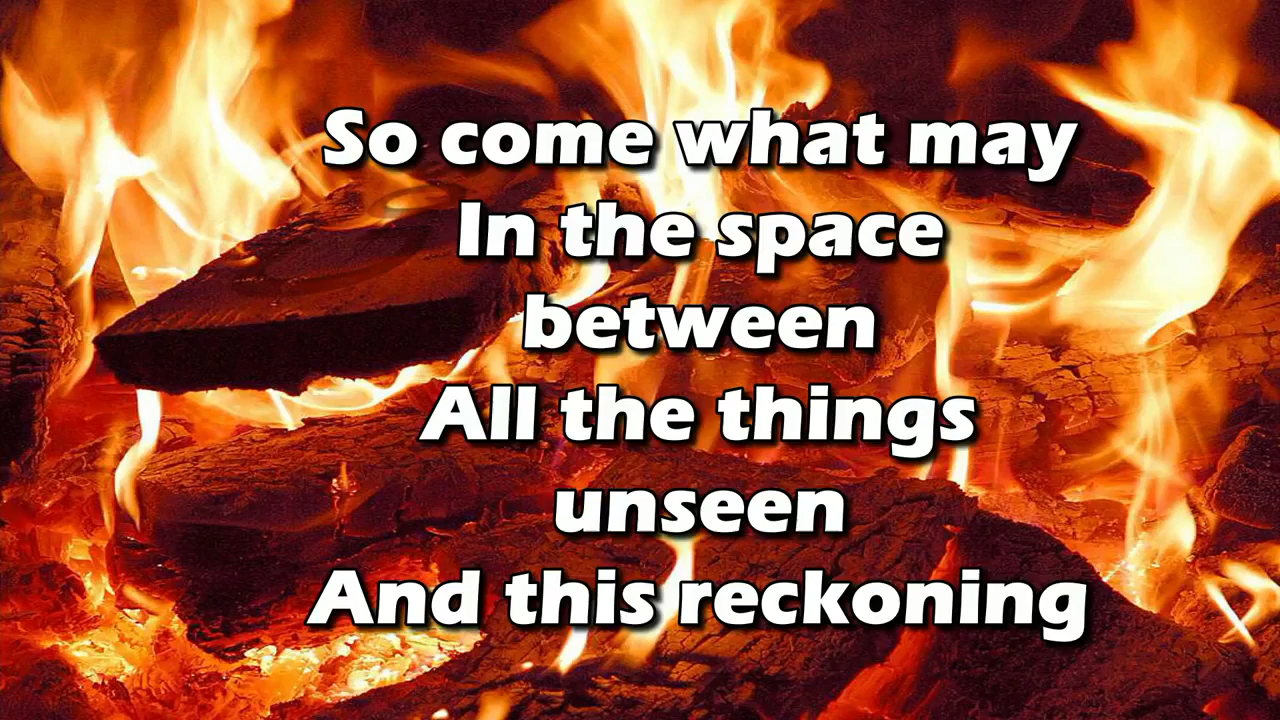 So come what may
In the space
between
All the things
unseen
And this reckoning